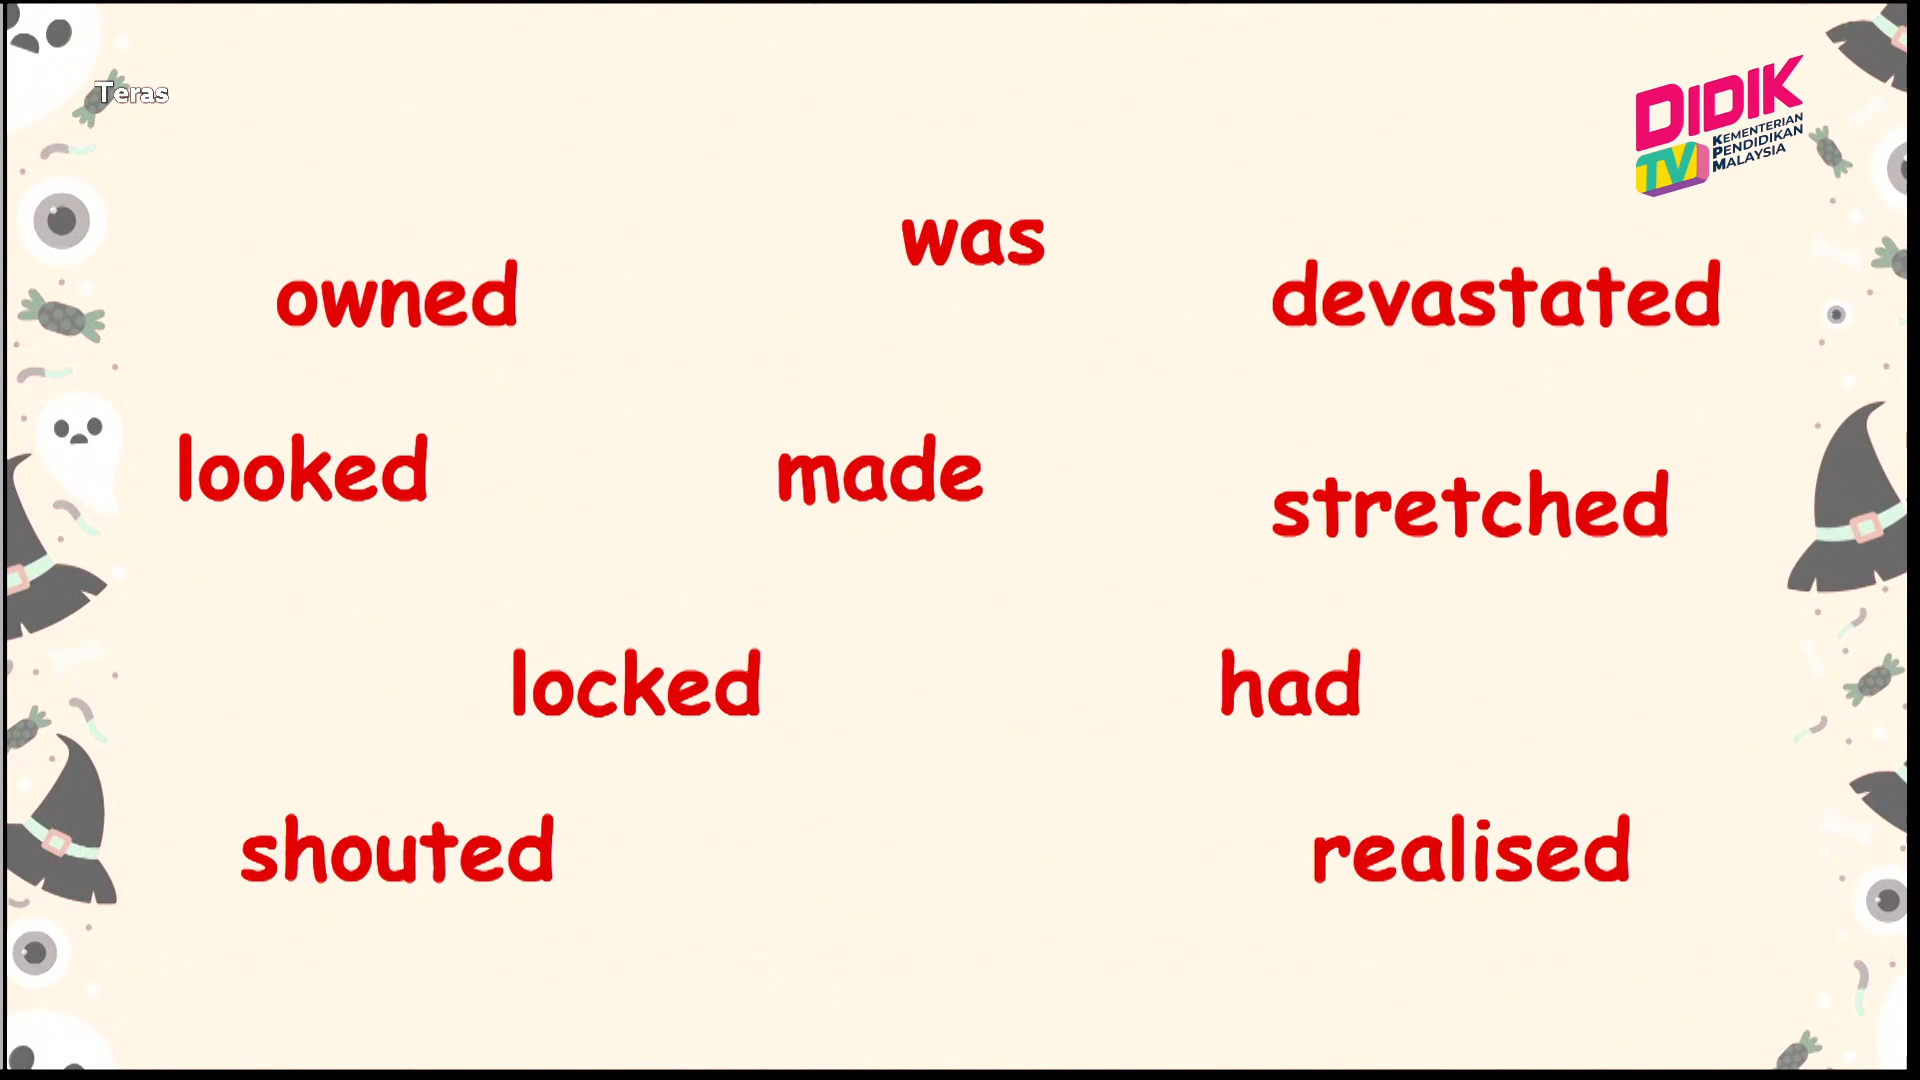 Teras
DIDIK
TV
KEMENTERIAN
PENDIDIKAN
MALAYSIA
was
owned
devastated
looked
made
stretched
locked
had
shouted
realised